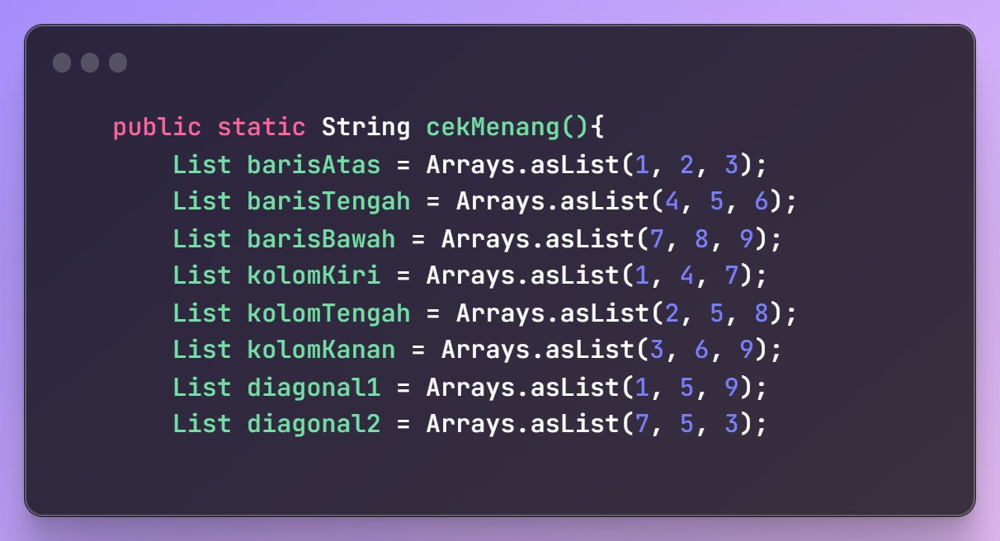 public static String cekMenang(){
    List barisAtas = Arrays.asList(1, 2, 3);
    List barisTengah = Arrays.asList(4, 5, 6);
    List barisBawah = Arrays.asList(7, 8, 9);
    List kolomKiri = Arrays.asList(1, 4, 7);
    List kolomTengah = Arrays.asList(2, 5, 8);
    List kolomKanan = Arrays.asList(3, 6, 9);
    List diagonal1 = Arrays.asList(1, 5, 9);
    List diagonal2 = Arrays.asList(7, 5, 3);